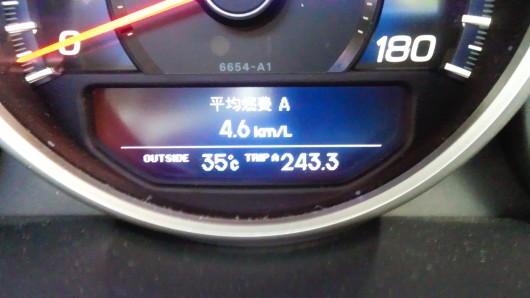 0
180
6654-A1
平均燃費 A
4.6 km/L
OUTSIDE 35℃ TRIP A 243.3